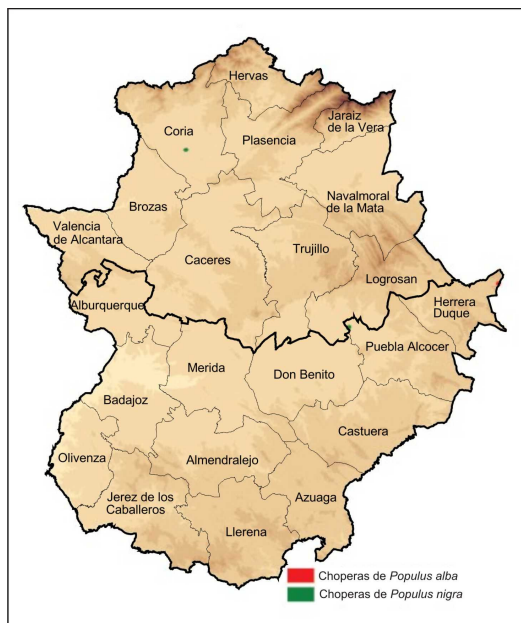 Hervas
Coria
Plasencia
Jaraiz
de la Vera
Navalmoral
de la Mata
Brozas
Valencia
de Alcantara
Caceres
Trujillo
Logrosan
Alburquerque
Herrera
Duque
Puebla Alcocer
Merida
Don Benito
Badajoz
Castuera
Olivenza
Almendralejo
Jerez de los
Caballeros
Azuaga
Llerena
Choperas de Populus alba
Choperas de Populus nigra